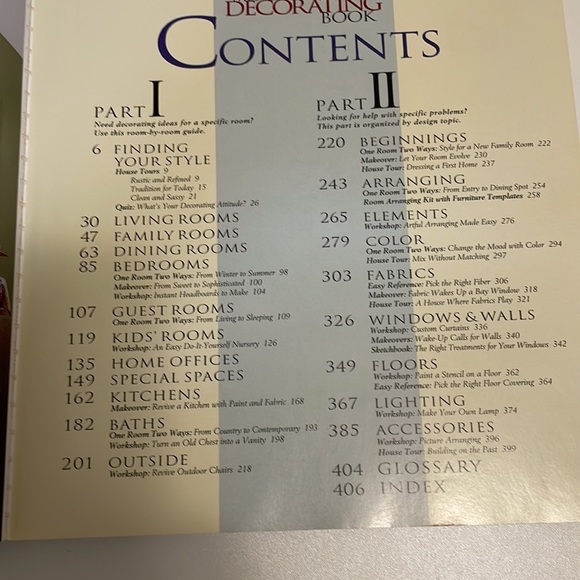 DECORATING
BOOK
CONTENTS
PART I
Need decorating ideas for a specific room?
Use this room-by-room guide.
6 FINDING
YOUR STYLE
House Tours 9
Rustic and Refined 9
Tradition for Today 15
Clean and Sassy 21
Quiz: What's Your Decorating Attitude? 26
30 LIVING ROOMS
47 FAMILY ROOMS
63 DINING ROOMS
85 BEDROOMS
One Room Two Ways: From Winter to Summer 98
Makeover: From Sweet to Sophisticated 100
Workshop: Instant Headboards to Make 104
107 GUEST ROOMS
One Room Two Ways: From Living to Sleeping 109
119 KIDS' ROOMS
Workshop: An Easy Do-It-Yourself Nursery 126
135 HOME OFFICES
149 SPECIAL SPACES
162 KITCHENS
Makeover: Revive a Kitchen with Paint and Fabric 168
182 BATHS
One Room Two Ways: From Country to Contemporary 193
Workshop: Turn an Old Chest into a Vanity 198
201 OUTSIDE
Workshop: Revive Outdoor Chairs 218
PART II
Looking for help with specific problems?
This part is organized by design topic.
220 BEGINNINGS
One Room Two Ways: Style for a New Family Room 222
Makeover: Let Your Room Evolve 230
House Tour: Dressing a First Home 237
243 ARRANGING
One Room Two Ways: From Entry to Dining Spot 254
Room Arranging Kit with Furniture Templates 258
265 ELEMENTS
Workshop: Artful Arranging Made Easy 276
279 COLOR
One Room Two Ways: Change the Mood with Color 294
House Tour: Mix Without Matching 297
303 FABRICS
Easy Reference: Pick the Right Fiber 306
Makeover: Fabric Wakes Up a Bay Window 318
House Tour: A House Where Fabrics Play 321
326 WINDOWS & WALLS
Workshop: Custom Curtains 336
Makeovers: Wake-Up Calls for Walls 340
Sketchbook: The Right Treatments for Your Windows 342
349 FLOORS
Workshop: Paint a Stencil on a Floor 362
Easy Reference: Pick the Right Floor Covering 364
367 LIGHTING
Workshop: Make Your Own Lamp 374
385 ACCESSORIES
Workshop: Picture Arranging 396
House Tour: Building on the Past 399
404 GLOSSARY
406 INDEX